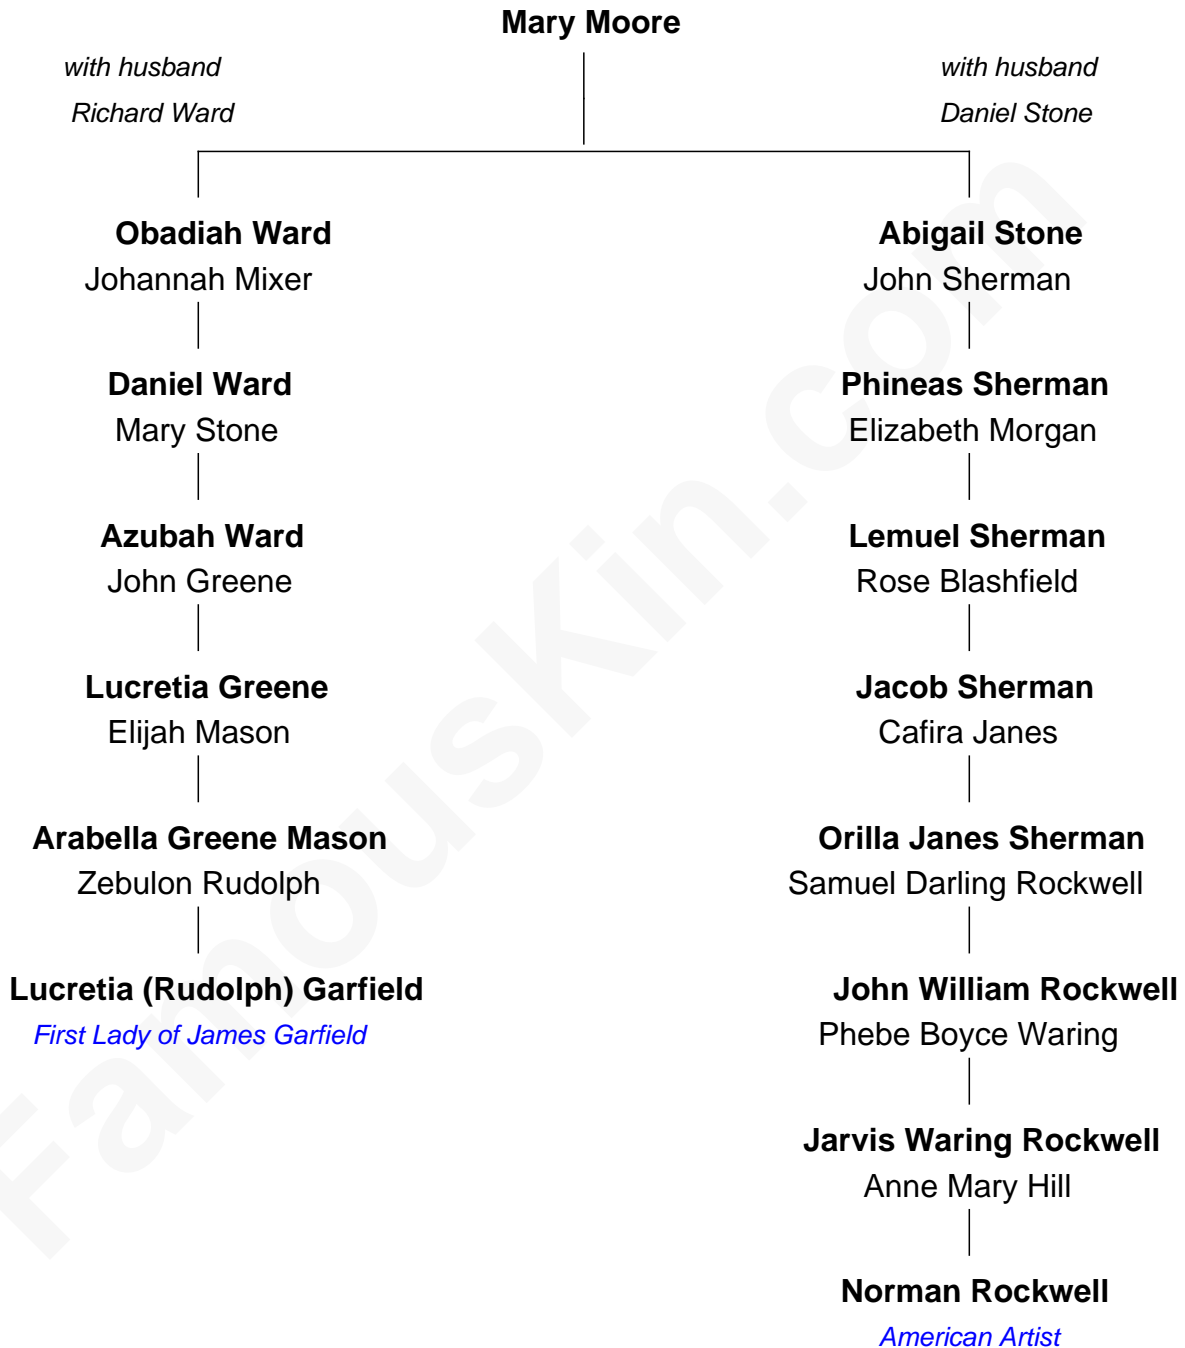 Mary Moore
with husband
Richard Ward
with husband
Daniel Stone
Obadiah Ward
Johannah Mixer
Abigail Stone
John Sherman
Daniel Ward
Mary Stone
Phineas Sherman
Elizabeth Morgan
Azubah Ward
John Greene
Lemuel Sherman
Rose Blashfield
Lucretia Greene
Elijah Mason
Jacob Sherman
Cafira Janes
Arabella Greene Mason
Zebulon Rudolph
Orilla Janes Sherman
Samuel Darling Rockwell
Lucretia (Rudolph) Garfield
First Lady of James Garfield
John William Rockwell
Phebe Boyce Waring
Jarvis Waring Rockwell
Anne Mary Hill
Norman Rockwell
American Artist
FamousKin.com